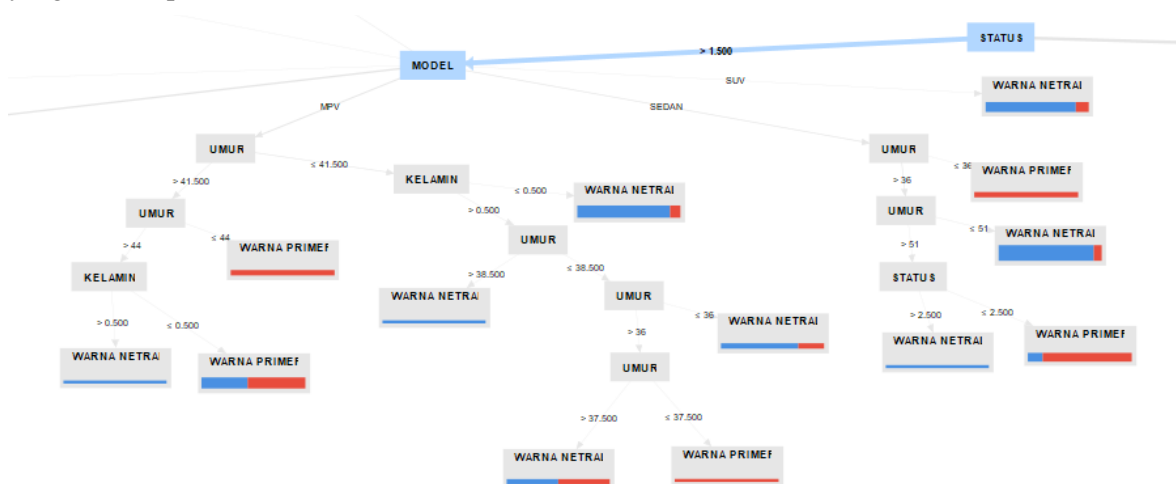 > 1.500
STATUS
MODEL
SUV
WARNA NETRAI
MPV
SEDAN
UMUR
≤ 41.500
KELAMIN
≤ 0.500
WARNA NETRAI
UMUR
≤ 36
WARNA PRIMEF
> 41.500
> 0.500
> 36
UMUR
≤ 44
WARNA PRIMEF
UMUR
UMUR
≤ 51
WARNA NETRAI
> 44
KELAMIN
> 38.500
≤ 38.500
WARNA NETRAI
UMUR
> 51
STATUS
> 0.500
≤ 0.500
WARNA NETRAI
WARNA PRIMEF
> 36
≤ 36
WARNA NETRAI
> 2.500
≤ 2.500
WARNA NETRAI
WARNA PRIMEF
UMUR
> 37.500
≤ 37.500
WARNA NETRAI
WARNA PRIMEF